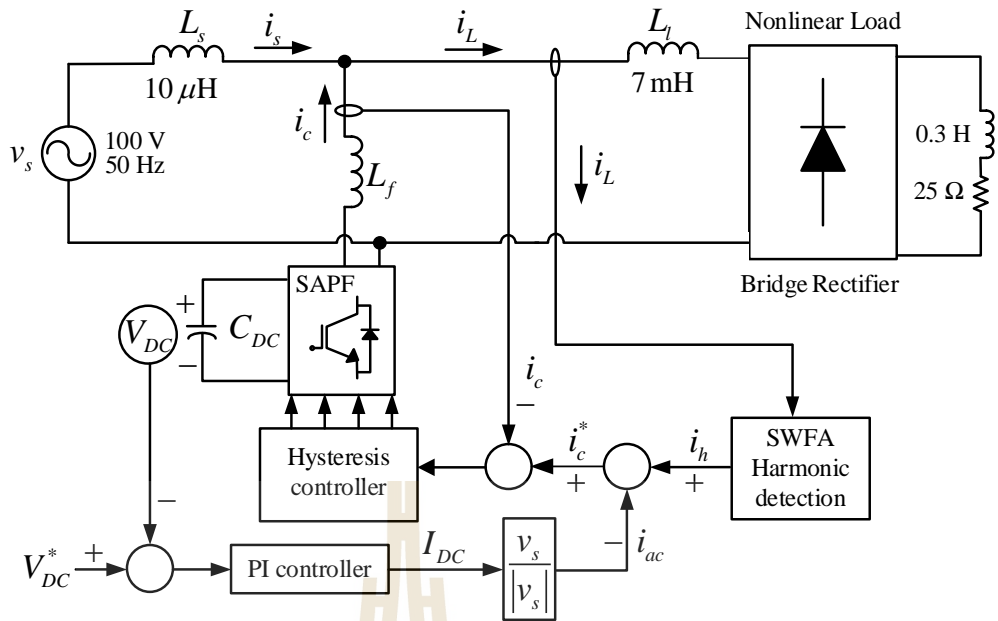 L_s
i_s
i_L
L_l
Nonlinear Load
10 μH
7 mH
i_c
v_s
100 V
50 Hz
L_f
i_L
0.3 H
25 Ω
SAPF
Bridge Rectifier
+
V_DC
C_DC
−
i_c
−
Hysteresis
controller
i_c^*
+
i_h
+
SWFA
Harmonic
detection
−
V_DC^*
+
PI controller
I_DC
v_s
|v_s|
−
i_ac